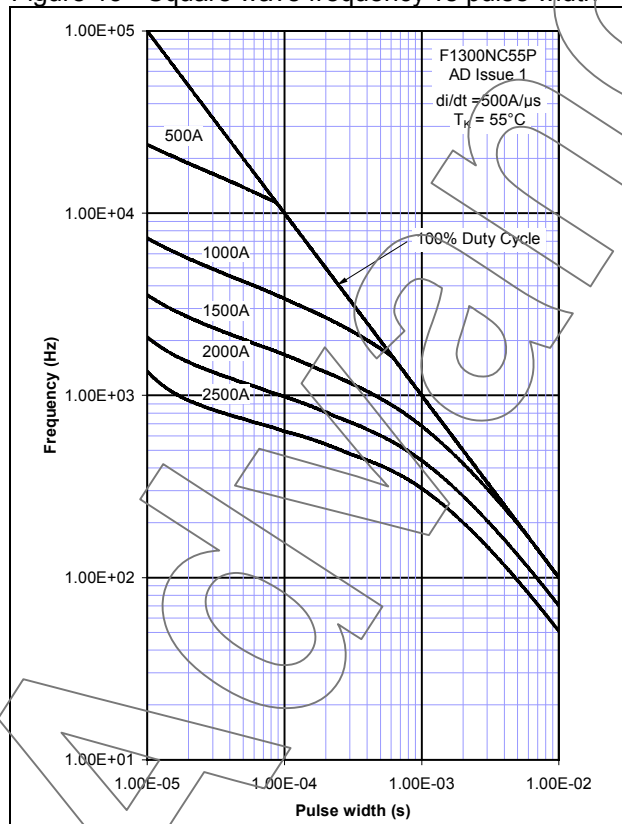 Figure 16 - Square wave frequency vs pulse width
1.00E+05
F1300NC55P
AD Issue 1
di/dt =500A/µs
TK = 55°C
500A
1.00E+04
100% Duty Cycle
1000A
1500A
2000A
1.00E+03
2500A
Frequency (Hz)
1.00E+02
1.00E+01
1.00E-05
1.00E-04
1.00E-03
1.00E-02
Pulse width (s)